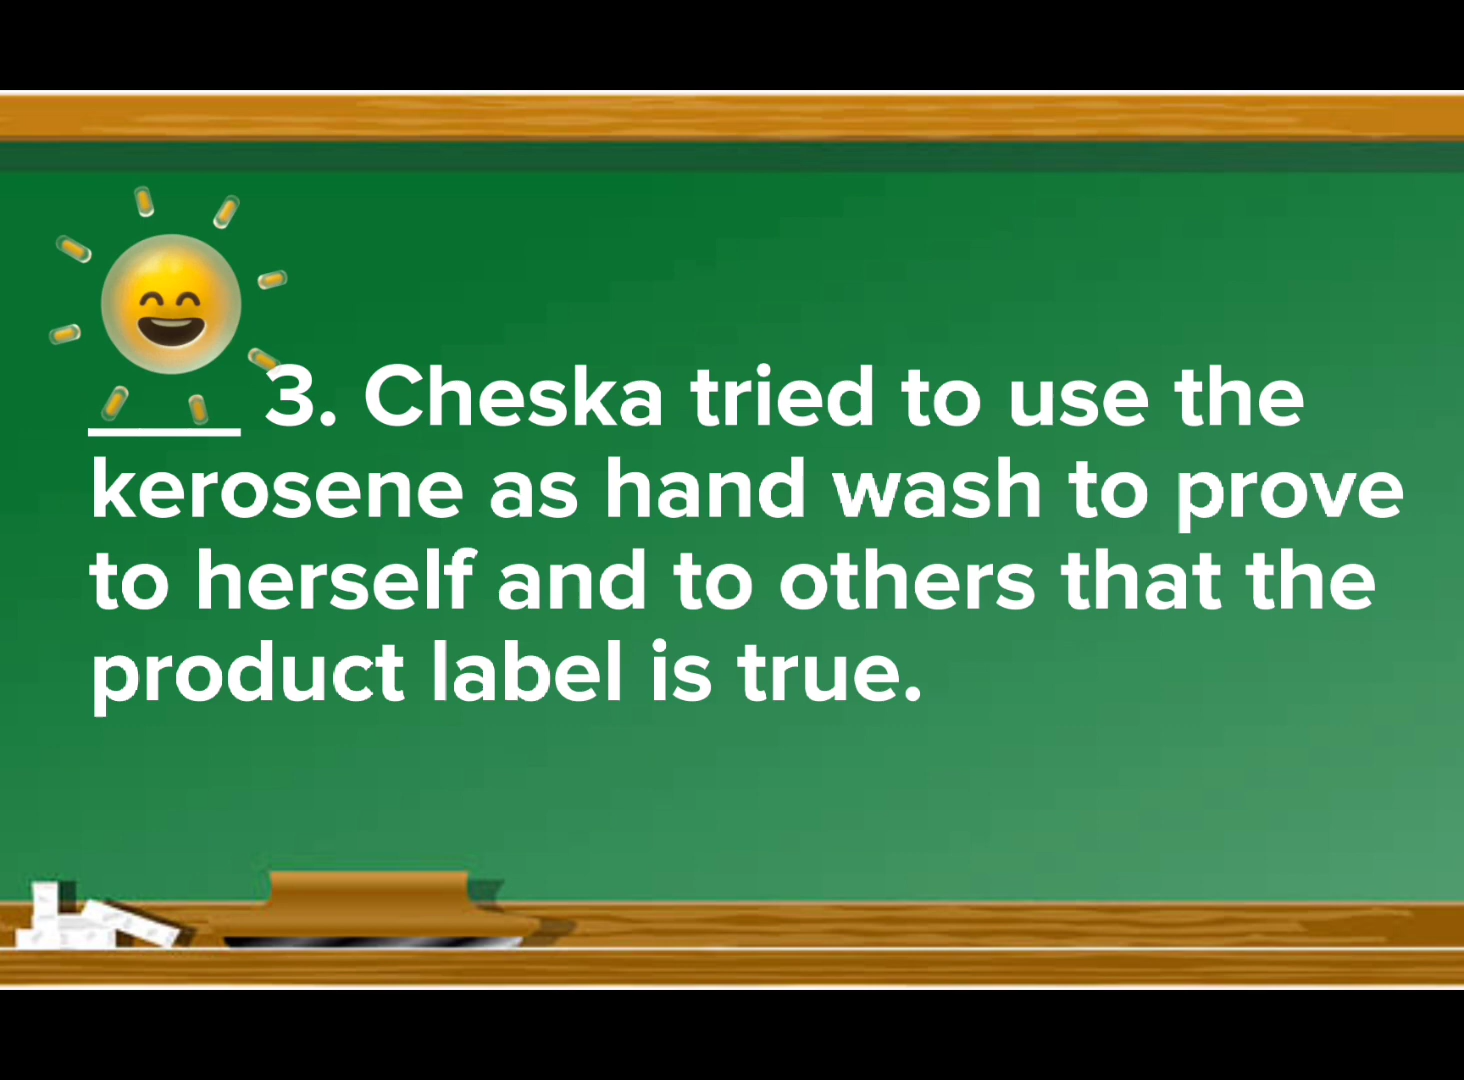 ____ 3. Cheska tried to use the
kerosene as hand wash to prove
to herself and to others that the
product label is true.